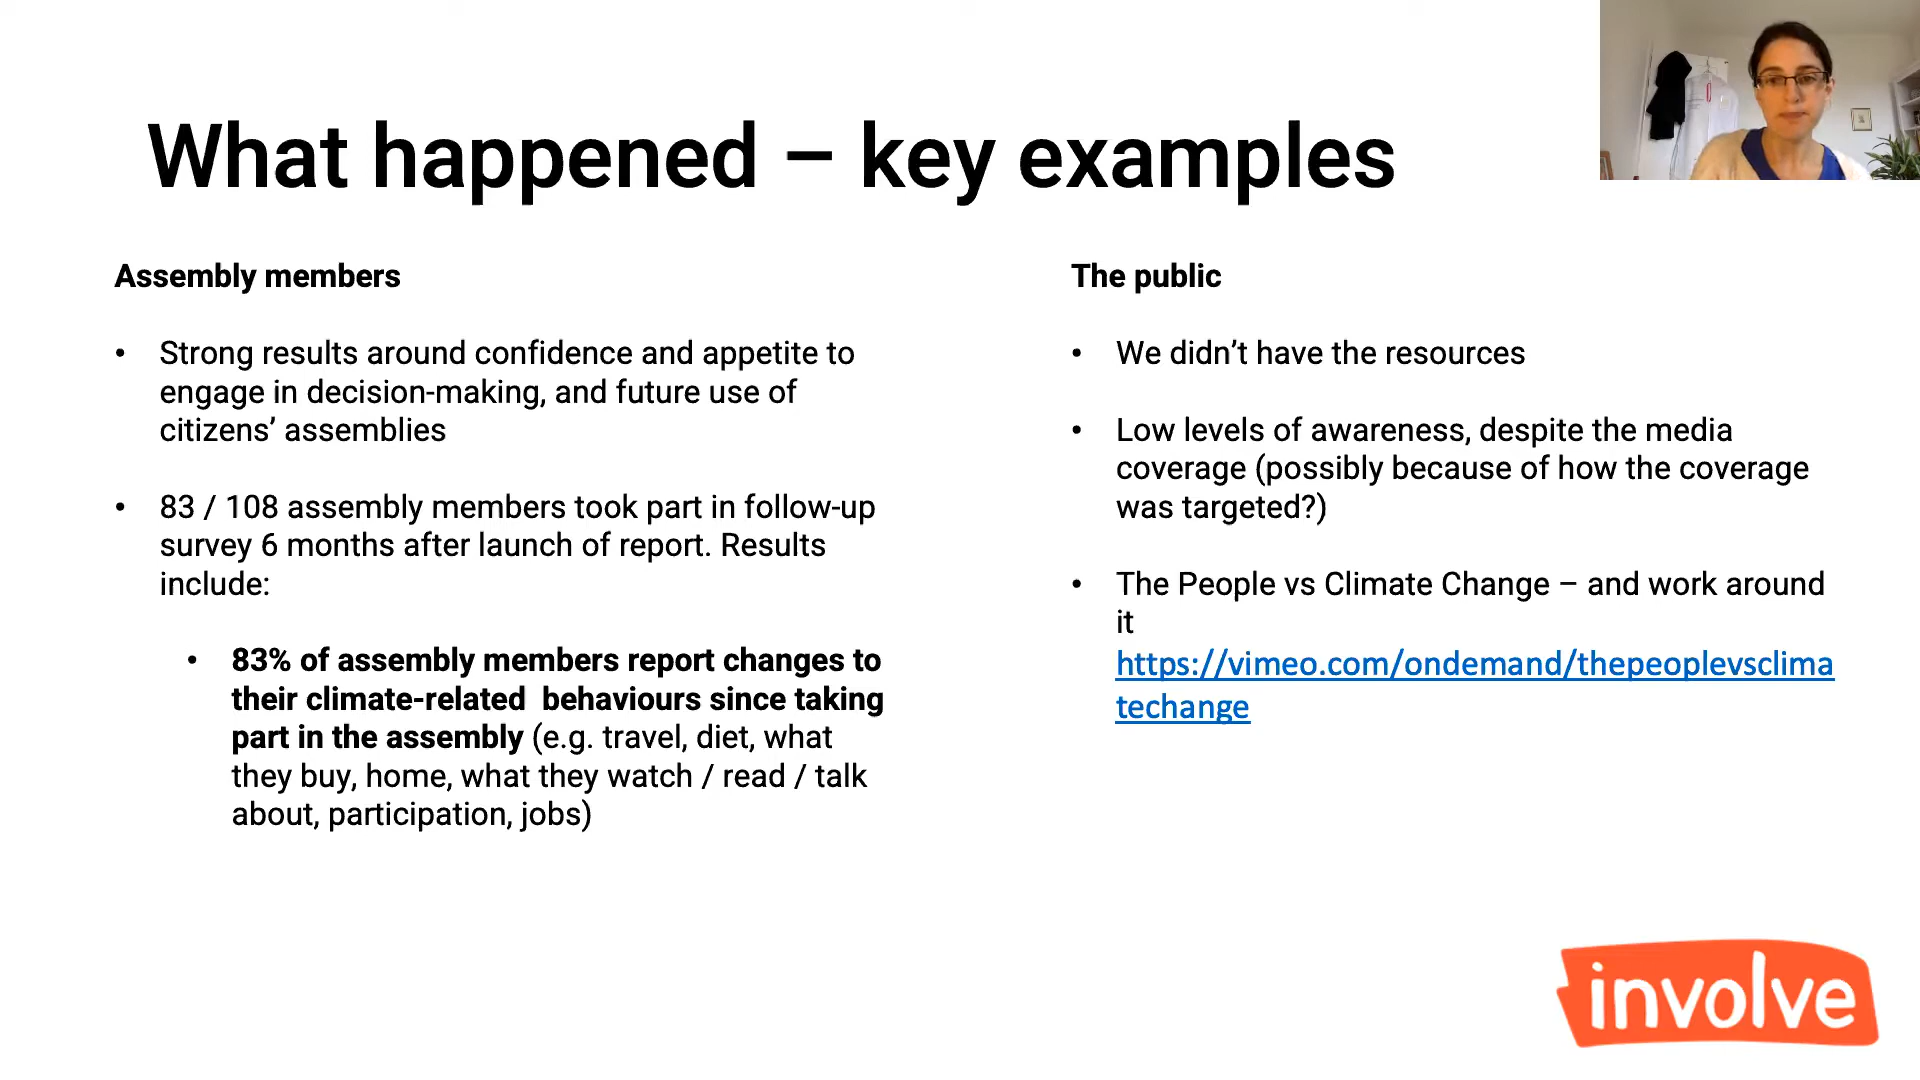 What happened – key examples
Assembly members
• Strong results around confidence and appetite to
engage in decision-making, and future use of
citizens’ assemblies
• 83 / 108 assembly members took part in follow-up
survey 6 months after launch of report. Results
include:
• 83% of assembly members report changes to
their climate-related  behaviours since taking
part in the assembly (e.g. travel, diet, what
they buy, home, what they watch / read / talk
about, participation, jobs)
The public
• We didn’t have the resources
• Low levels of awareness, despite the media
coverage (possibly because of how the coverage
was targeted?)
• The People vs Climate Change – and work around
it
https://vimeo.com/ondemand/thepeoplevsclima
techange
involve